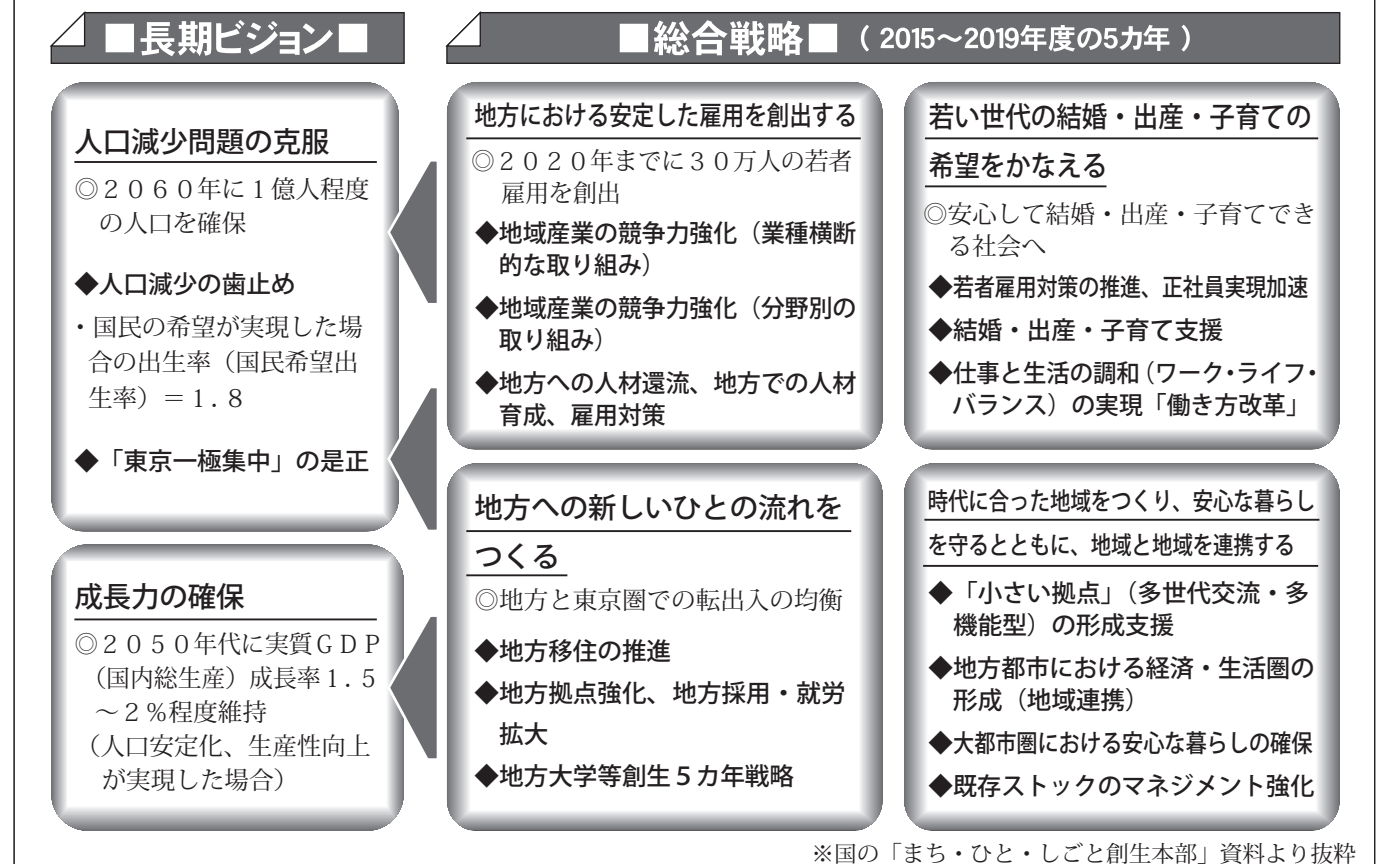 ■長期ビジョン■
人口減少問題の克服
◎２０６０年に１億人程度
の人口を確保
◆人口減少の歯止め
・国民の希望が実現した場
合の出生率（国民希望出
生率）＝１.８
◆「東京一極集中」の是正
成長力の確保
◎２０５０年代に実質ＧＤＰ
（国内総生産）成長率１.５
～２％程度維持
（人口安定化、生産性向上
が実現した場合）
■総合戦略■（2015～2019年度の5カ年）
地方における安定した雇用を創出する
◎２０２０年までに３０万人の若者
雇用を創出
◆地域産業の競争力強化（業種横断
的な取り組み）
◆地域産業の競争力強化（分野別の
取り組み）
◆地方への人材還流、地方での人材
育成、雇用対策
若い世代の結婚・出産・子育ての
希望をかなえる
◎安心して結婚・出産・子育てでき
る社会へ
◆若者雇用対策の推進、正社員実現加速
◆結婚・出産・子育て支援
◆仕事と生活の調和（ワーク・ライフ・
バランス）の実現「働き方改革」
地方への新しいひとの流れを
つくる
◎地方と東京圏での転出入の均衡
◆地方移住の推進
◆地方拠点強化、地方採用・就労
拡大
◆地方大学等創生５カ年戦略
時代に合った地域をつくり、安心な暮らし
を守るとともに、地域と地域を連携する
◆「小さい拠点」（多世代交流・多
機能型）の形成支援
◆地方都市における経済・生活圏の
形成（地域連携）
◆大都市圏における安心な暮らしの確保
◆既存ストックのマネジメント強化
※国の「まち・ひと・しごと創生本部」資料より抜粋